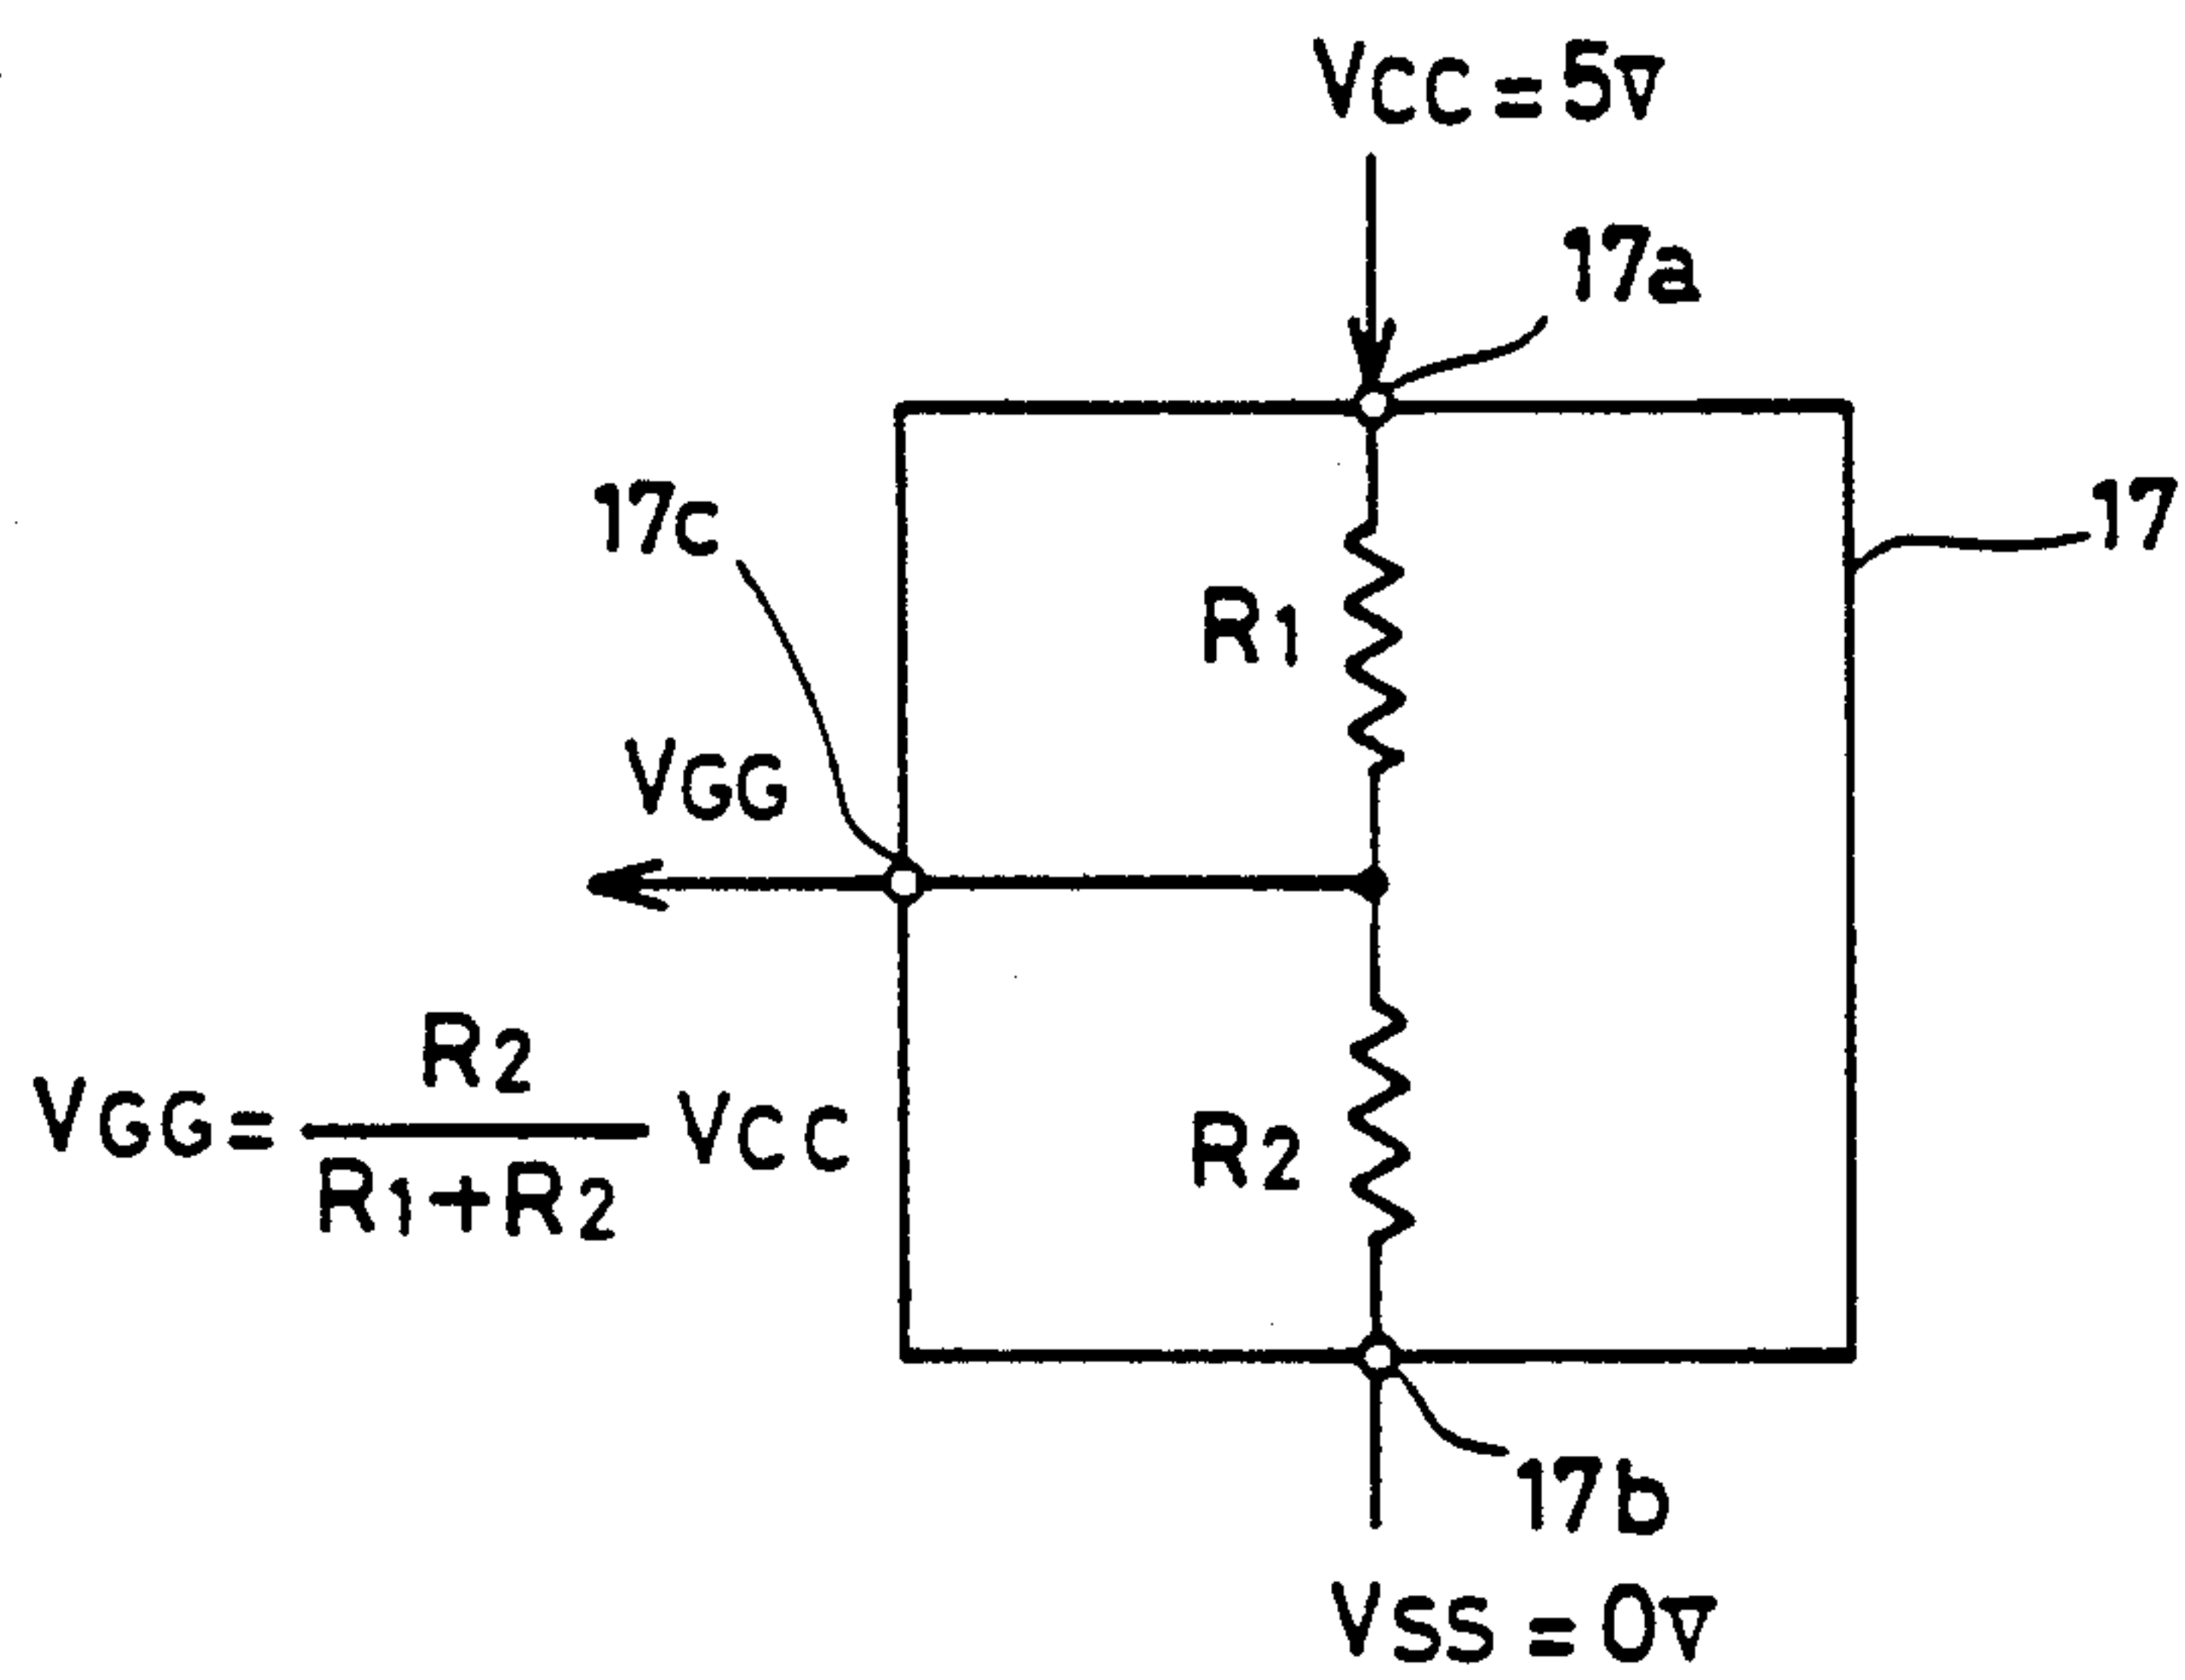 VCC=5V
17a
17c
17
R1
VGG
VGG= R2 / R1+R2 VCC
R2
17b
VSS=0V